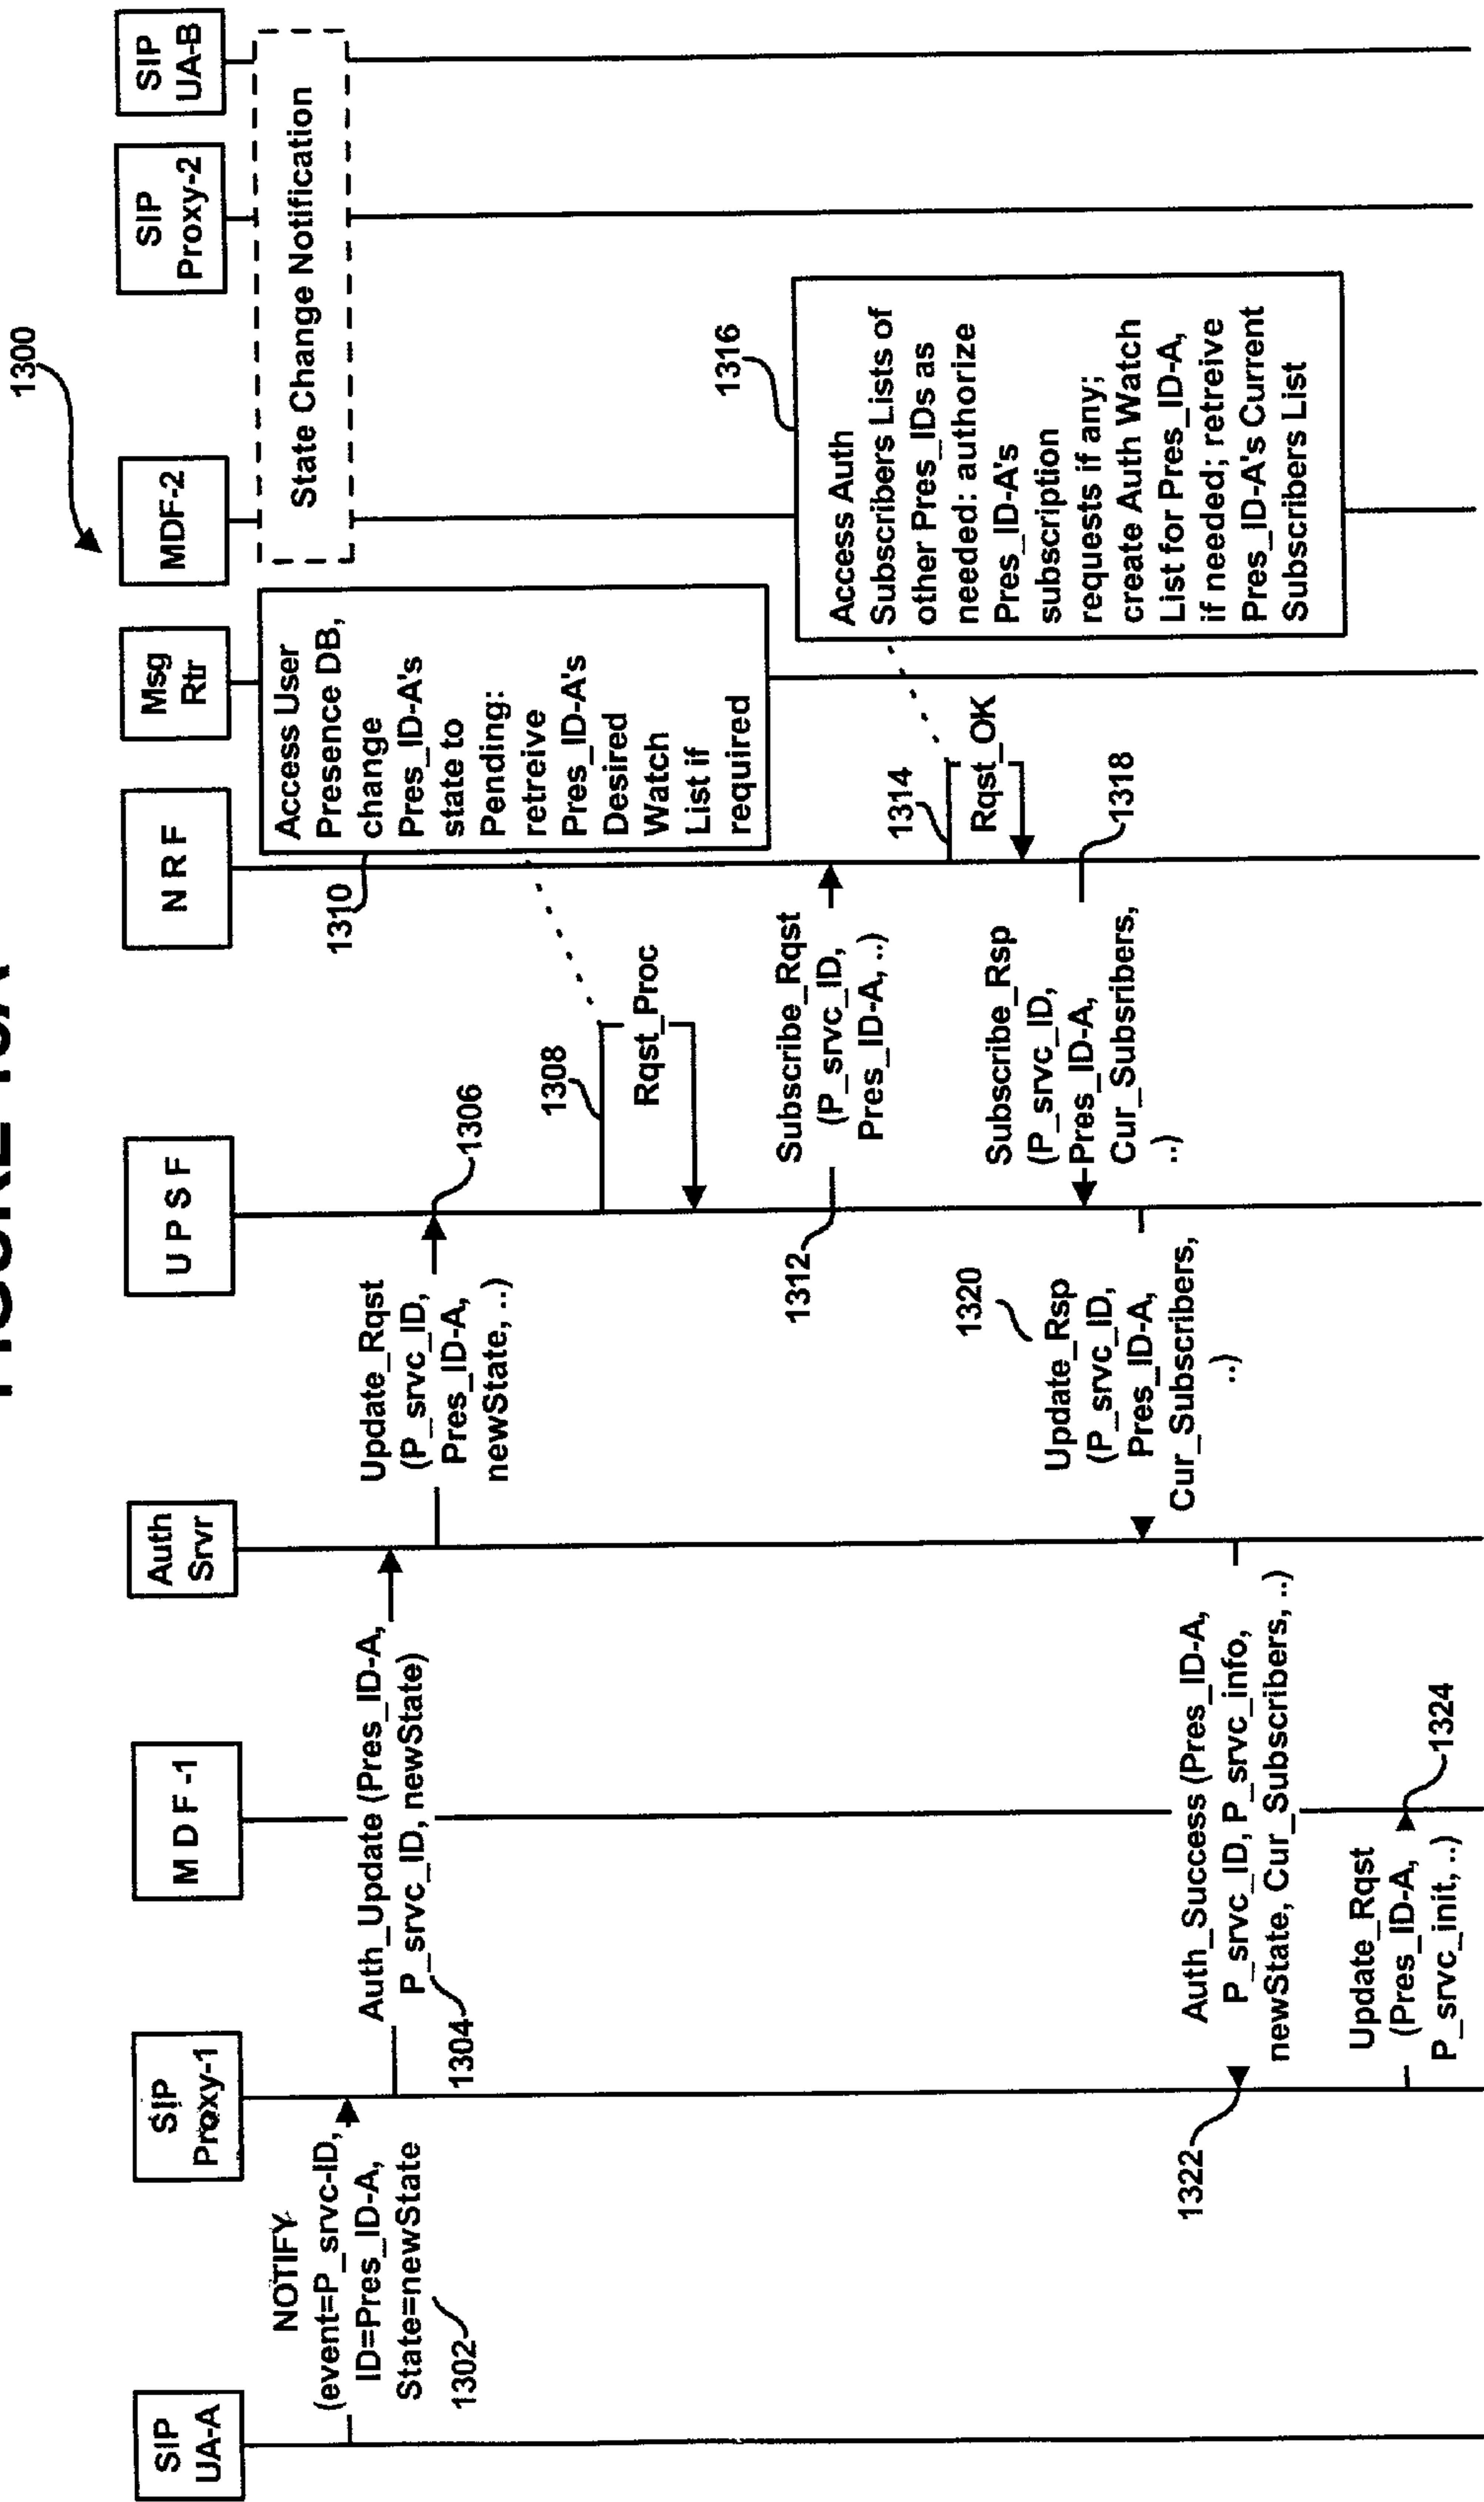 1300
SIP
UA-A
SIP
Proxy-1
M D F -1
Auth
Srvr
U P S F
N R F
Msg
Rtr
MDF-2
SIP
Proxy-2
SIP
UA-B
State Change Notification
NOTIFY
(event=P_srvc-ID,
ID=Pres_ID-A,
State=newState
1302
Auth_Update (Pres_ID-A,
P_srvc_ID, newState)
1304
Update_Rqst
(P_srvc_ID,
Pres_ID-A,
newState, ..)
1306
1308
Rqst_Proc
1310
Access User
Presence DB,
change
Pres_ID-A's
state to
Pending:
retreive
Pres_ID-A's
Desired
Watch
List if
required
1312
Subscribe_Rqst
(P_srvc_ID,
Pres_ID-A, ..)
1314
Rqst_OK
1316
Access Auth
Subscribers Lists of
other Pres_IDs as
needed: authorize
Pres_ID-A's
subscription
requests if any;
create Auth Watch
List for Pres_ID-A,
if needed; retreive
Pres_ID-A's Current
Subscribers List
Subscribe_Rsp
(P_srvc_ID,
Pres_ID-A,
Cur_Subsribers,
..)
1318
1320
Update_Rsp
(P_srvc_ID,
Pres_ID-A,
Cur_Subscribers,
..)
1322
Auth_Success (Pres_ID-A,
P_srvc_ID, P_srvc_info,
newState, Cur_Subscribers, ..)
Update_Rqst
(Pres_ID-A,
P_srvc_init, ..)
1324